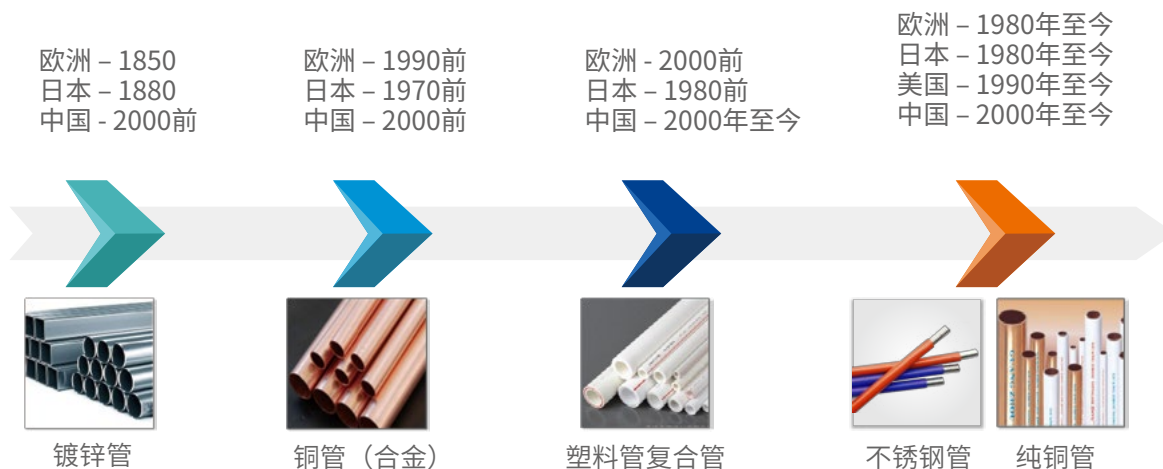 欧洲 – 1850
日本 – 1880
中国 - 2000前
欧洲 – 1990前
日本 – 1970前
中国 – 2000前
欧洲 - 2000前
日本 – 1980前
中国 – 2000年至今
欧洲 – 1980年至今
日本 – 1980年至今
美国 – 1990年至今
中国 – 2000年至今
镀锌管
铜管（合金）
塑料管复合管
不锈钢管
纯铜管